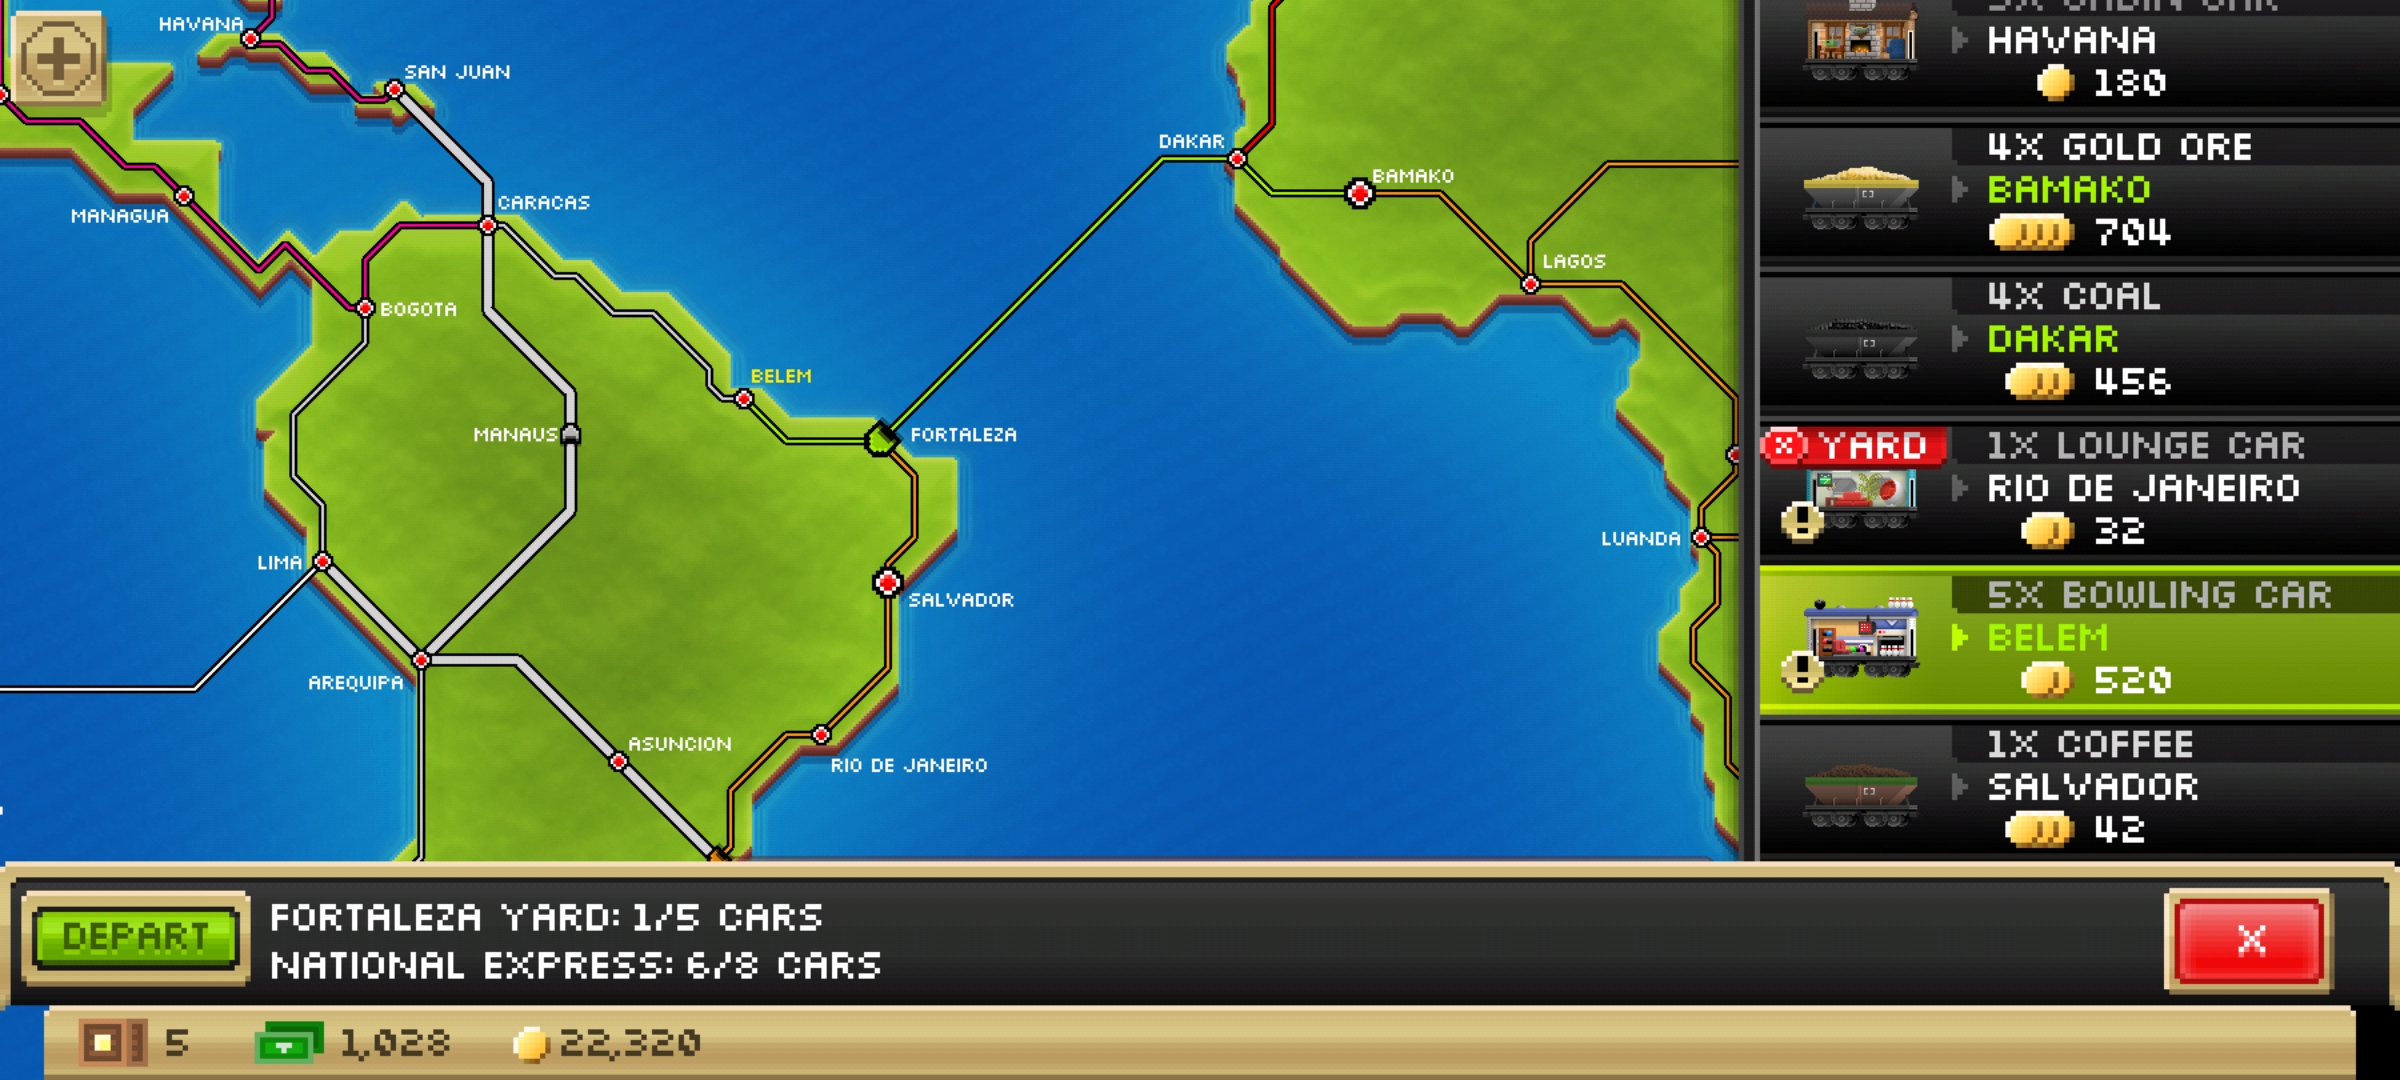 HAVANA
SAN JUAN
MANAGUA
CARACAS
BOGOTA
BELEM
MANAUS
FORTALEZA
LIMA
SALVADOR
AREQUIPA
ASUNCION
RIO DE JANEIRO
DAKAR
BAMAKO
LAGOS
LUANDA
5X CABIN CAR
HAVANA
180
4X GOLD ORE
BAMAKO
704
4X COAL
DAKAR
456
YARD
1X LOUNGE CAR
RIO DE JANEIRO
32
5X BOWLING CAR
BELEM
520
1X COFFEE
SALVADOR
42
DEPART
FORTALEZA YARD: 1/5 CARS
NATIONAL EXPRESS: 6/8 CARS
X
5
1,028
22,320